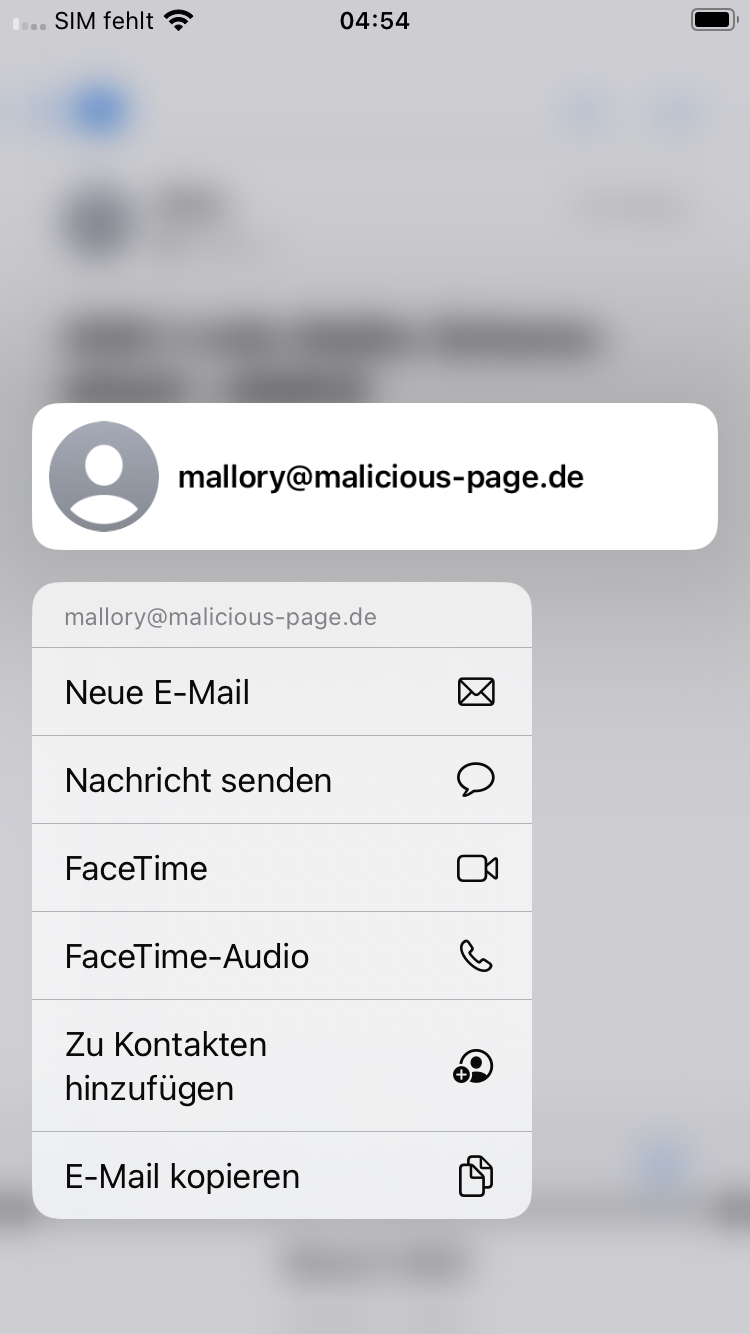 SIM fehlt 04:54
mallory@malicious-page.de
mallory@malicious-page.de
Neue E-Mail
Nachricht senden
FaceTime
FaceTime-Audio
Zu Kontakten
hinzufügen
E-Mail kopieren